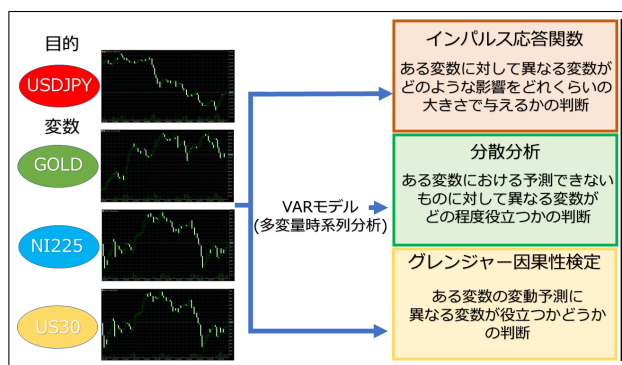 目的
USDJPY
変数
GOLD
NI225
US30
VARモデル
(多変量時系列分析)
インパルス応答関数
ある変数に対して異なる変数が
どのような影響をどれくらいの
大きさで与えるかの判断
分散分析
ある変数における予測できない
ものに対して異なる変数が
どの程度役立つかの判断
グレンジャー因果性検定
ある変数の変動予測に
異なる変数が役立つかどうか
の判断